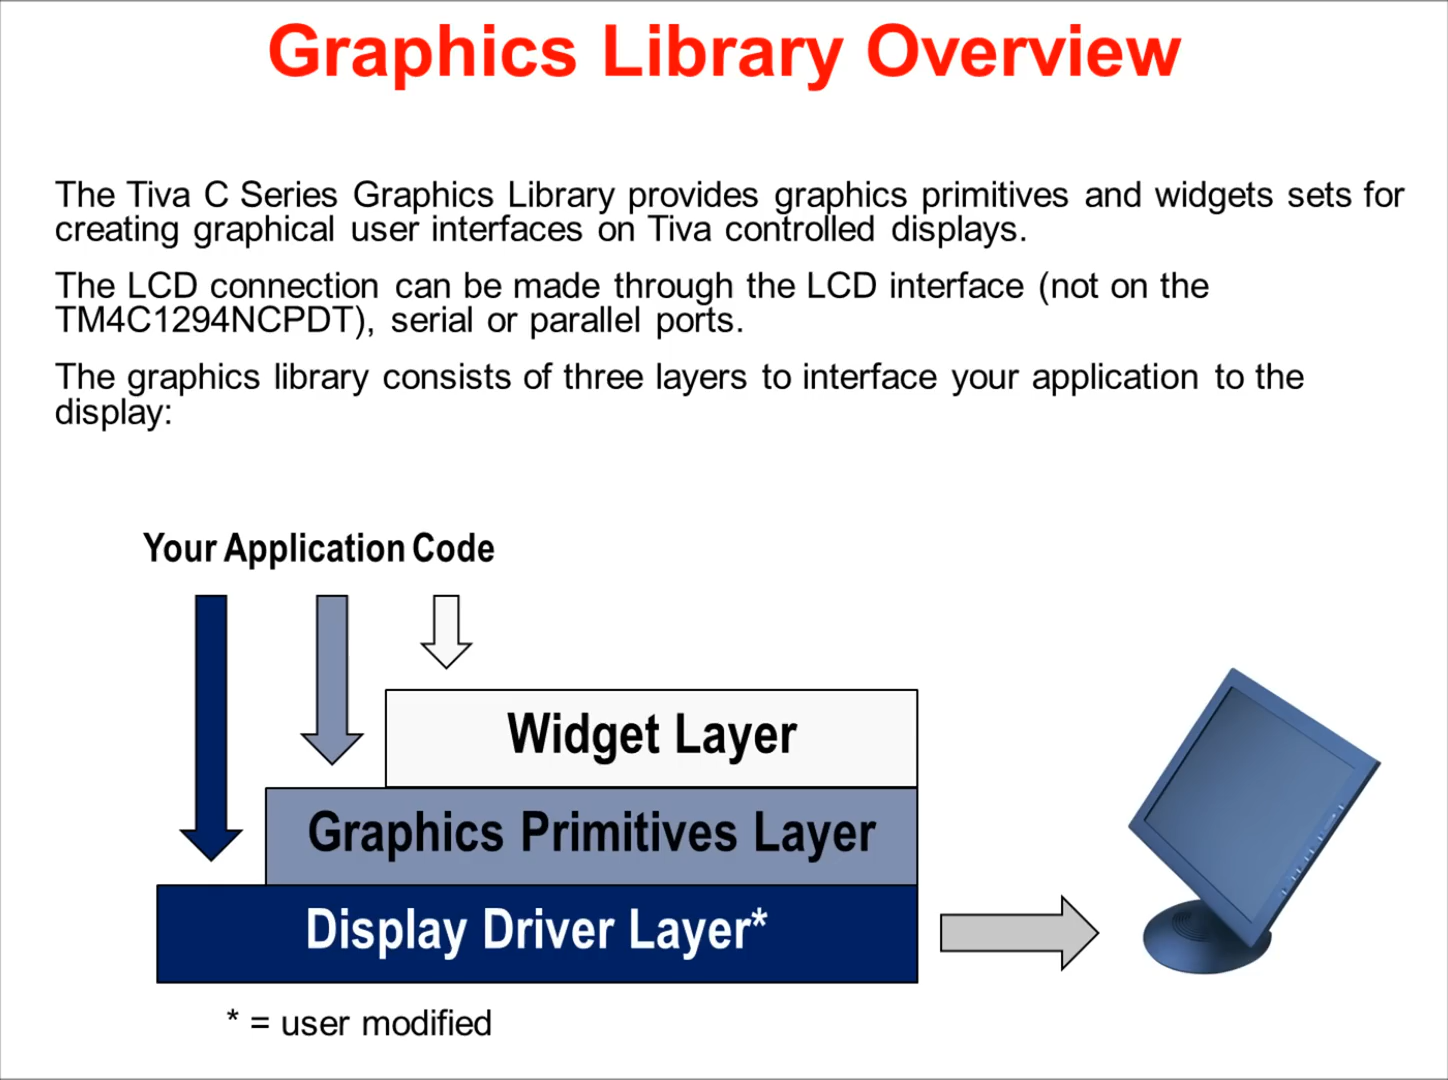 Graphics Library Overview
The Tiva C Series Graphics Library provides graphics primitives and widgets sets for
creating graphical user interfaces on Tiva controlled displays.
The LCD connection can be made through the LCD interface (not on the
TM4C1294NCPDT), serial or parallel ports.
The graphics library consists of three layers to interface your application to the
display:
Your Application Code
Widget Layer
Graphics Primitives Layer
Display Driver Layer*
* = user modified